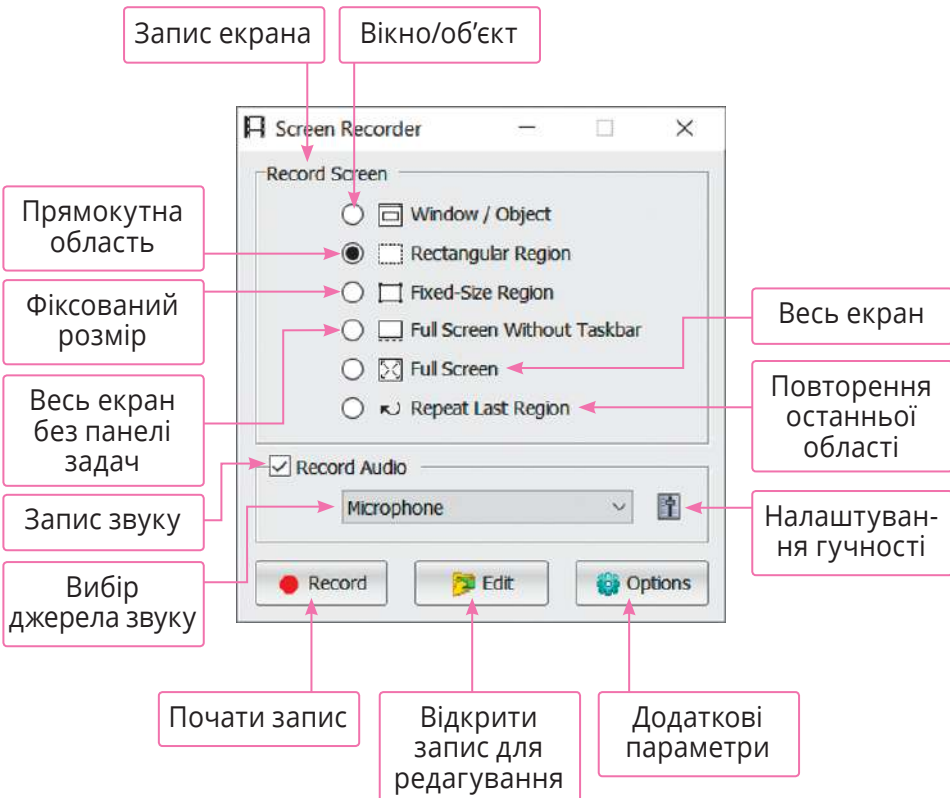 Запис екрана
Вікно/об’єкт
Screen Recorder
Record Screen
Window / Object
Прямокутна
область
Rectangular Region
Фіксований
розмір
Fixed-Size Region
Full Screen Without Taskbar
Весь екран
Full Screen
Весь екран
без панелі
задач
Repeat Last Region
Повторення
останньої
області
Record Audio
Запис звуку
Microphone
Налаштуван-
ня гучності
Вибір
джерела звуку
Record
Edit
Options
Почати запис
Відкрити
запис для
редагування
Додаткові
параметри